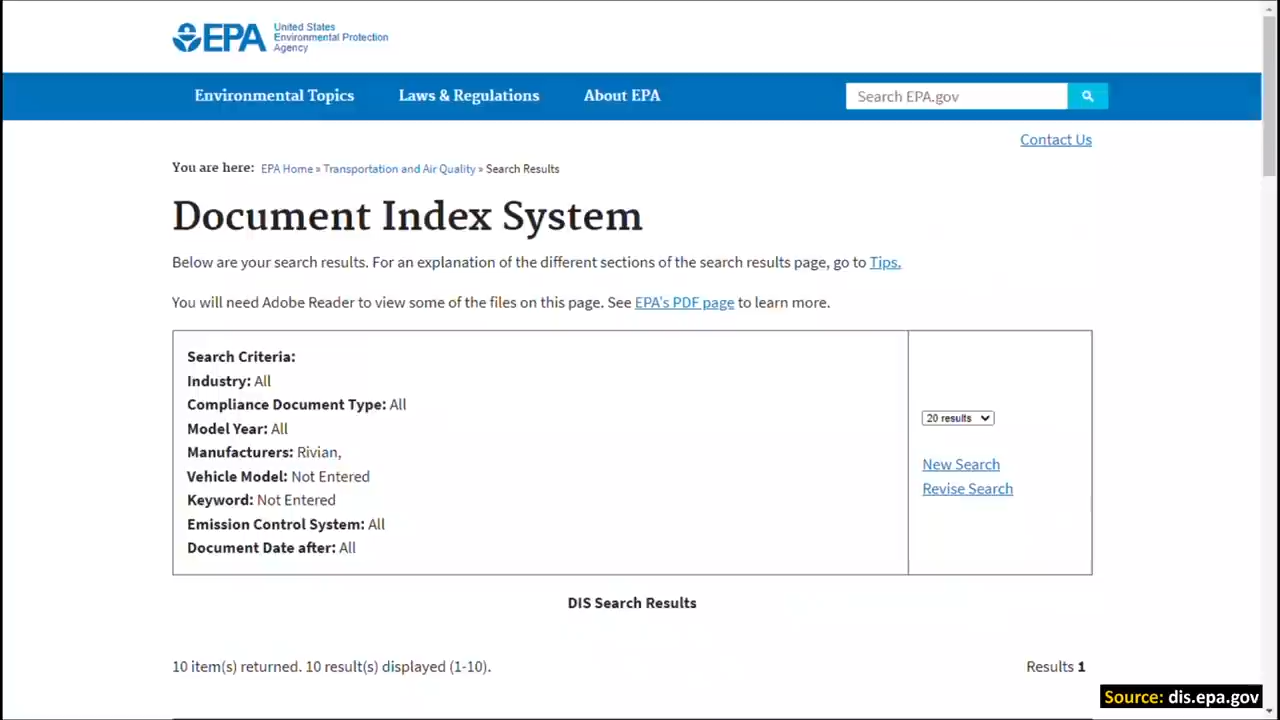 EPA
United States
Environmental Protection
Agency
Environmental Topics
Laws & Regulations
About EPA
Search EPA.gov
Contact Us
You are here: EPA Home » Transportation and Air Quality » Search Results
Document Index System
Below are your search results. For an explanation of the different sections of the search results page, go to Tips.
You will need Adobe Reader to view some of the files on this page. See EPA's PDF page to learn more.
Search Criteria:
Industry: All
Compliance Document Type: All
Model Year: All
Manufacturers: Rivian,
Vehicle Model: Not Entered
Keyword: Not Entered
Emission Control System: All
Document Date after: All
20 results
New Search
Revise Search
DIS Search Results
10 item(s) returned. 10 result(s) displayed (1-10).
Results 1
Source: dis.epa.gov